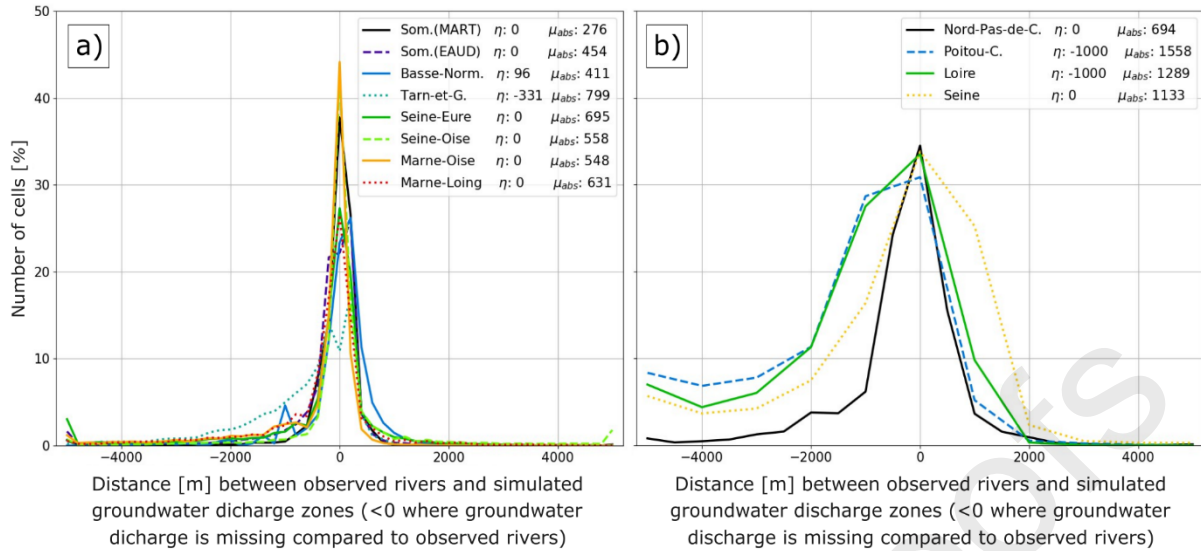 a)
Som.(MART) η: 0 μabs: 276
Som.(EAUD) η: 0 μabs: 454
Basse-Norm. η: 96 μabs: 411
Tarn-et-G. η: -331 μabs: 799
Seine-Eure η: 0 μabs: 695
Seine-Oise η: 0 μabs: 558
Marne-Oise η: 0 μabs: 548
Marne-Loing η: 0 μabs: 631
Number of cells [%]
50
40
30
20
10
0
−4000 −2000 0 2000 4000
Distance [m] between observed rivers and simulated
groundwater dicharge zones (<0 where groundwater
dicharge is missing compared to observed rivers)
b)
Nord-Pas-de-C. η: 0 μabs: 694
Poitou-C. η: -1000 μabs: 1558
Loire η: -1000 μabs: 1289
Seine η: 0 μabs: 1133
−4000 −2000 0 2000 4000
Distance [m] between observed rivers and simulated
groundwater discharge zones (<0 where groundwater
discharge is missing compared to observed rivers)